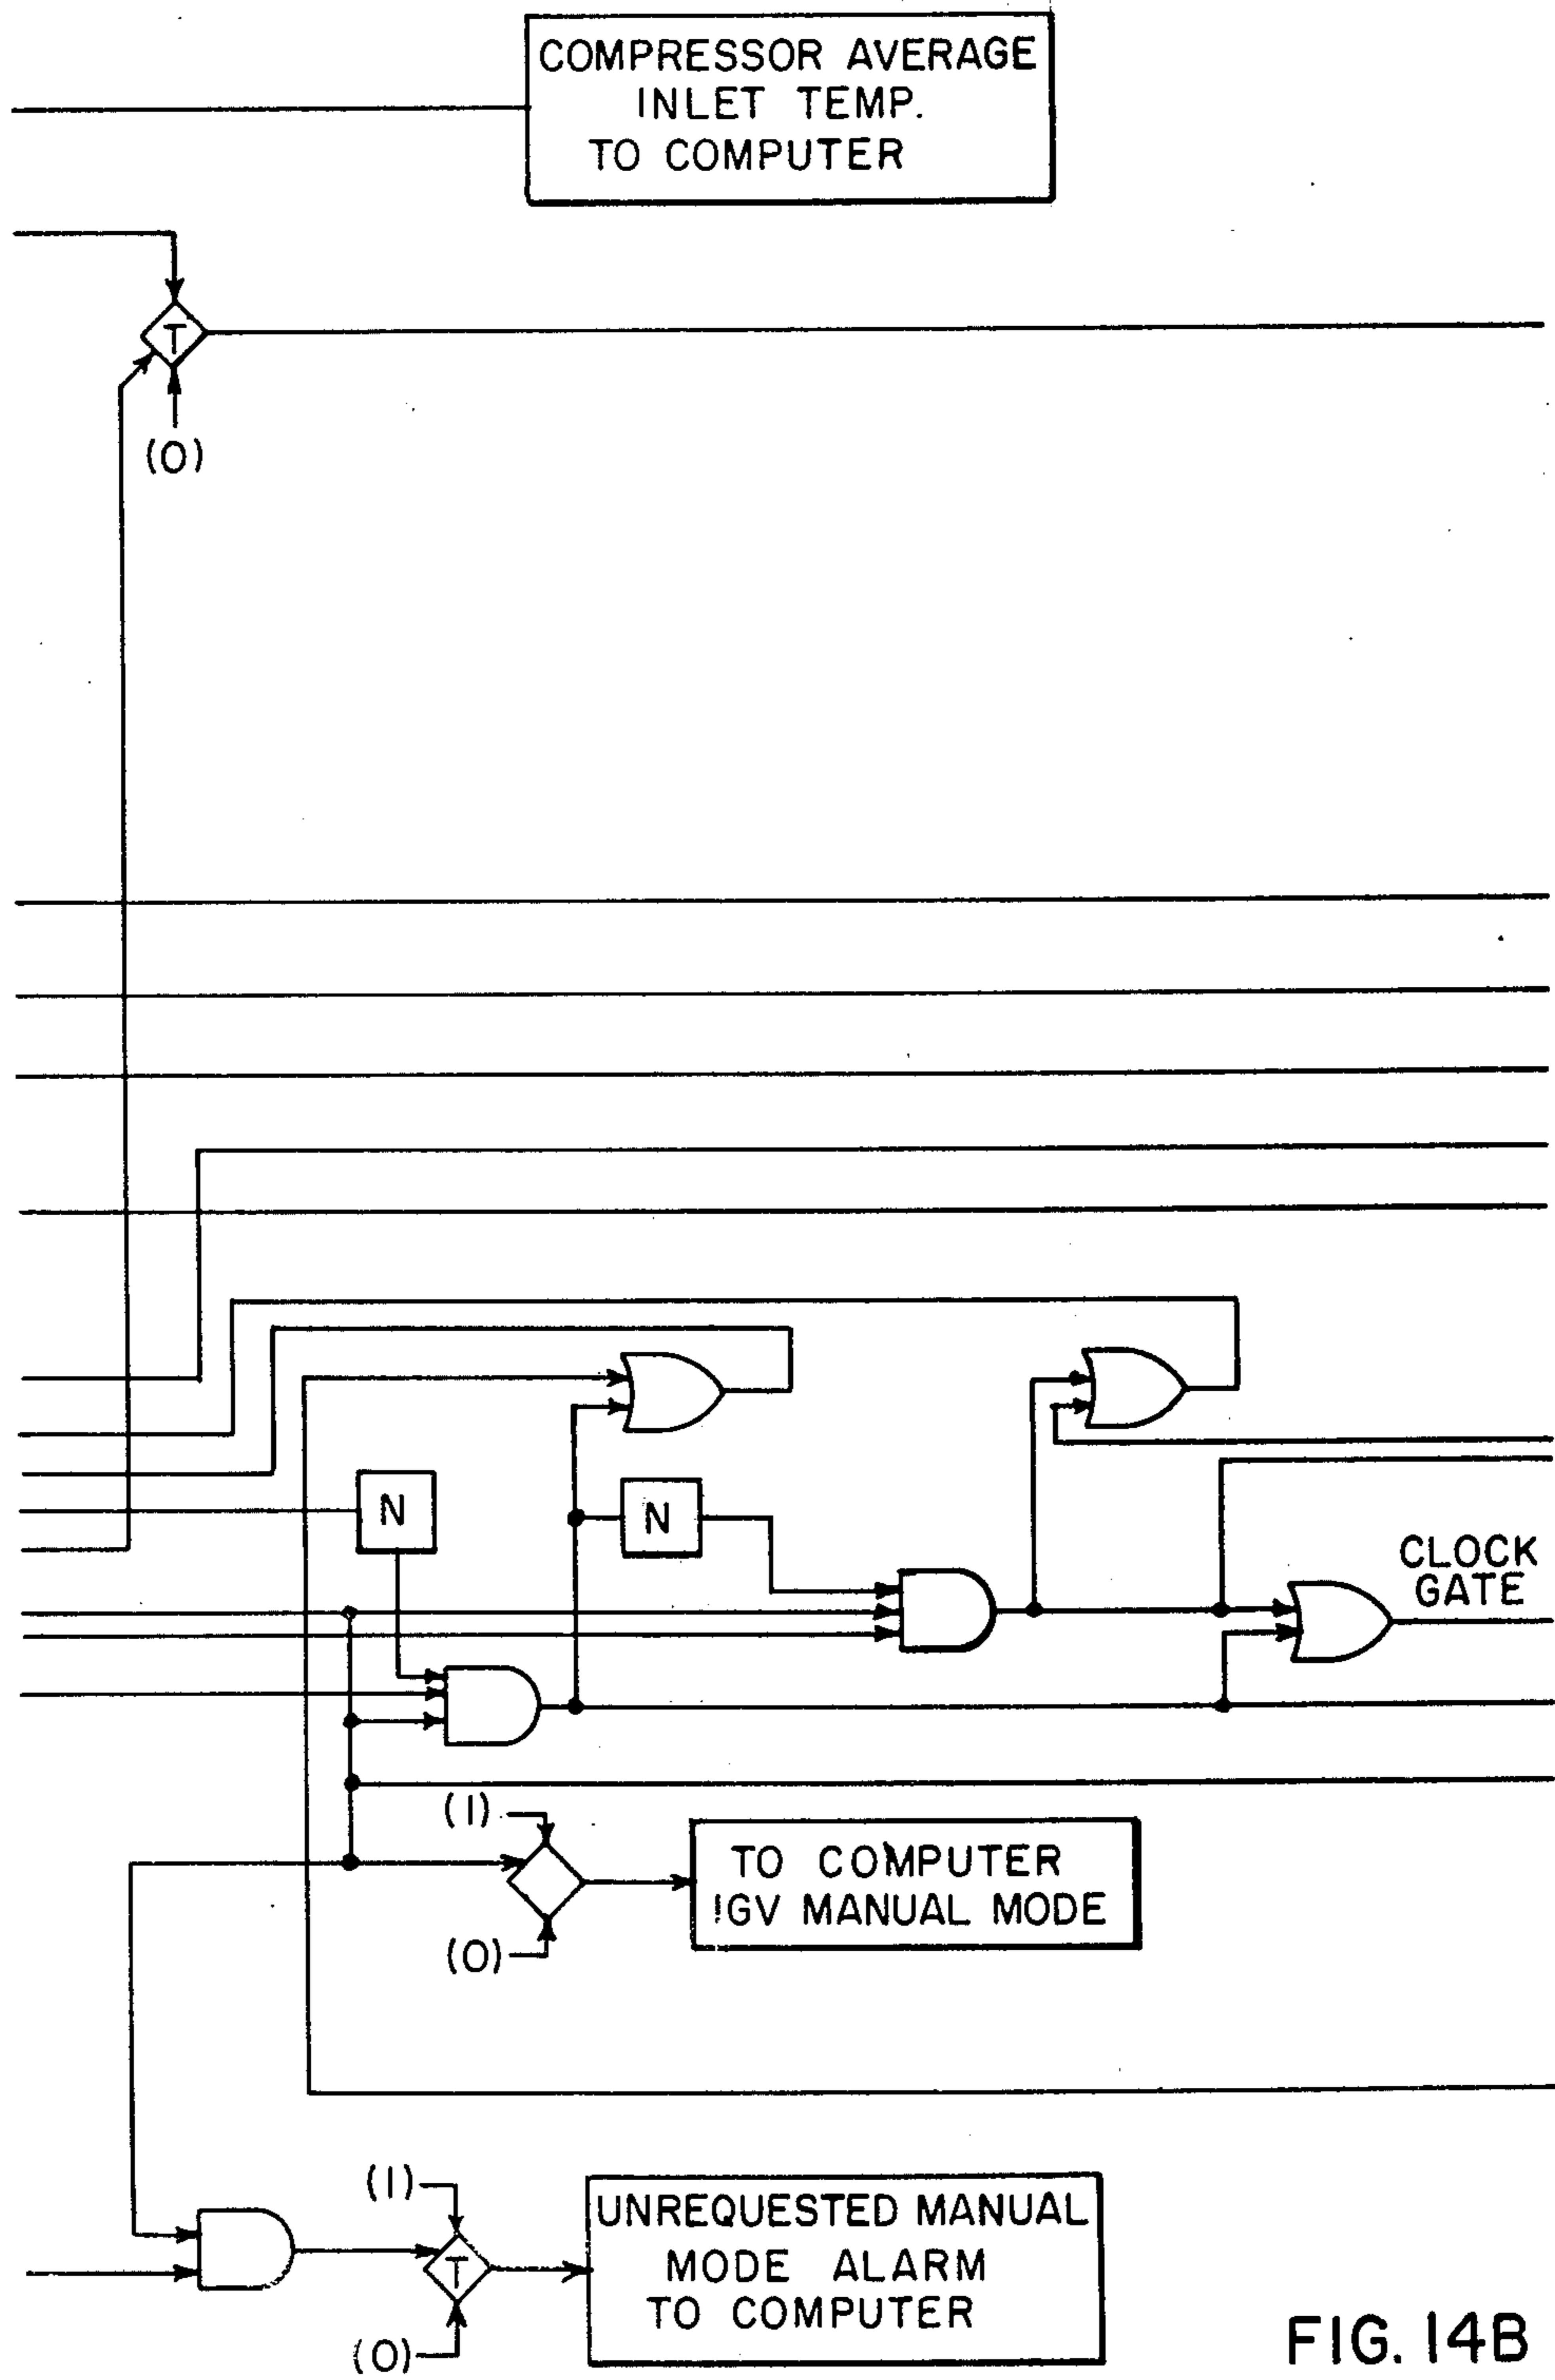 COMPRESSOR AVERAGE
INLET TEMP.
TO COMPUTER
T
(0)
N
N
CLOCK
GATE
(1)
TO COMPUTER
IGV MANUAL MODE
(0)
(1)
UNREQUESTED MANUAL
MODE ALARM
TO COMPUTER
T
(0)
FIG. 14B